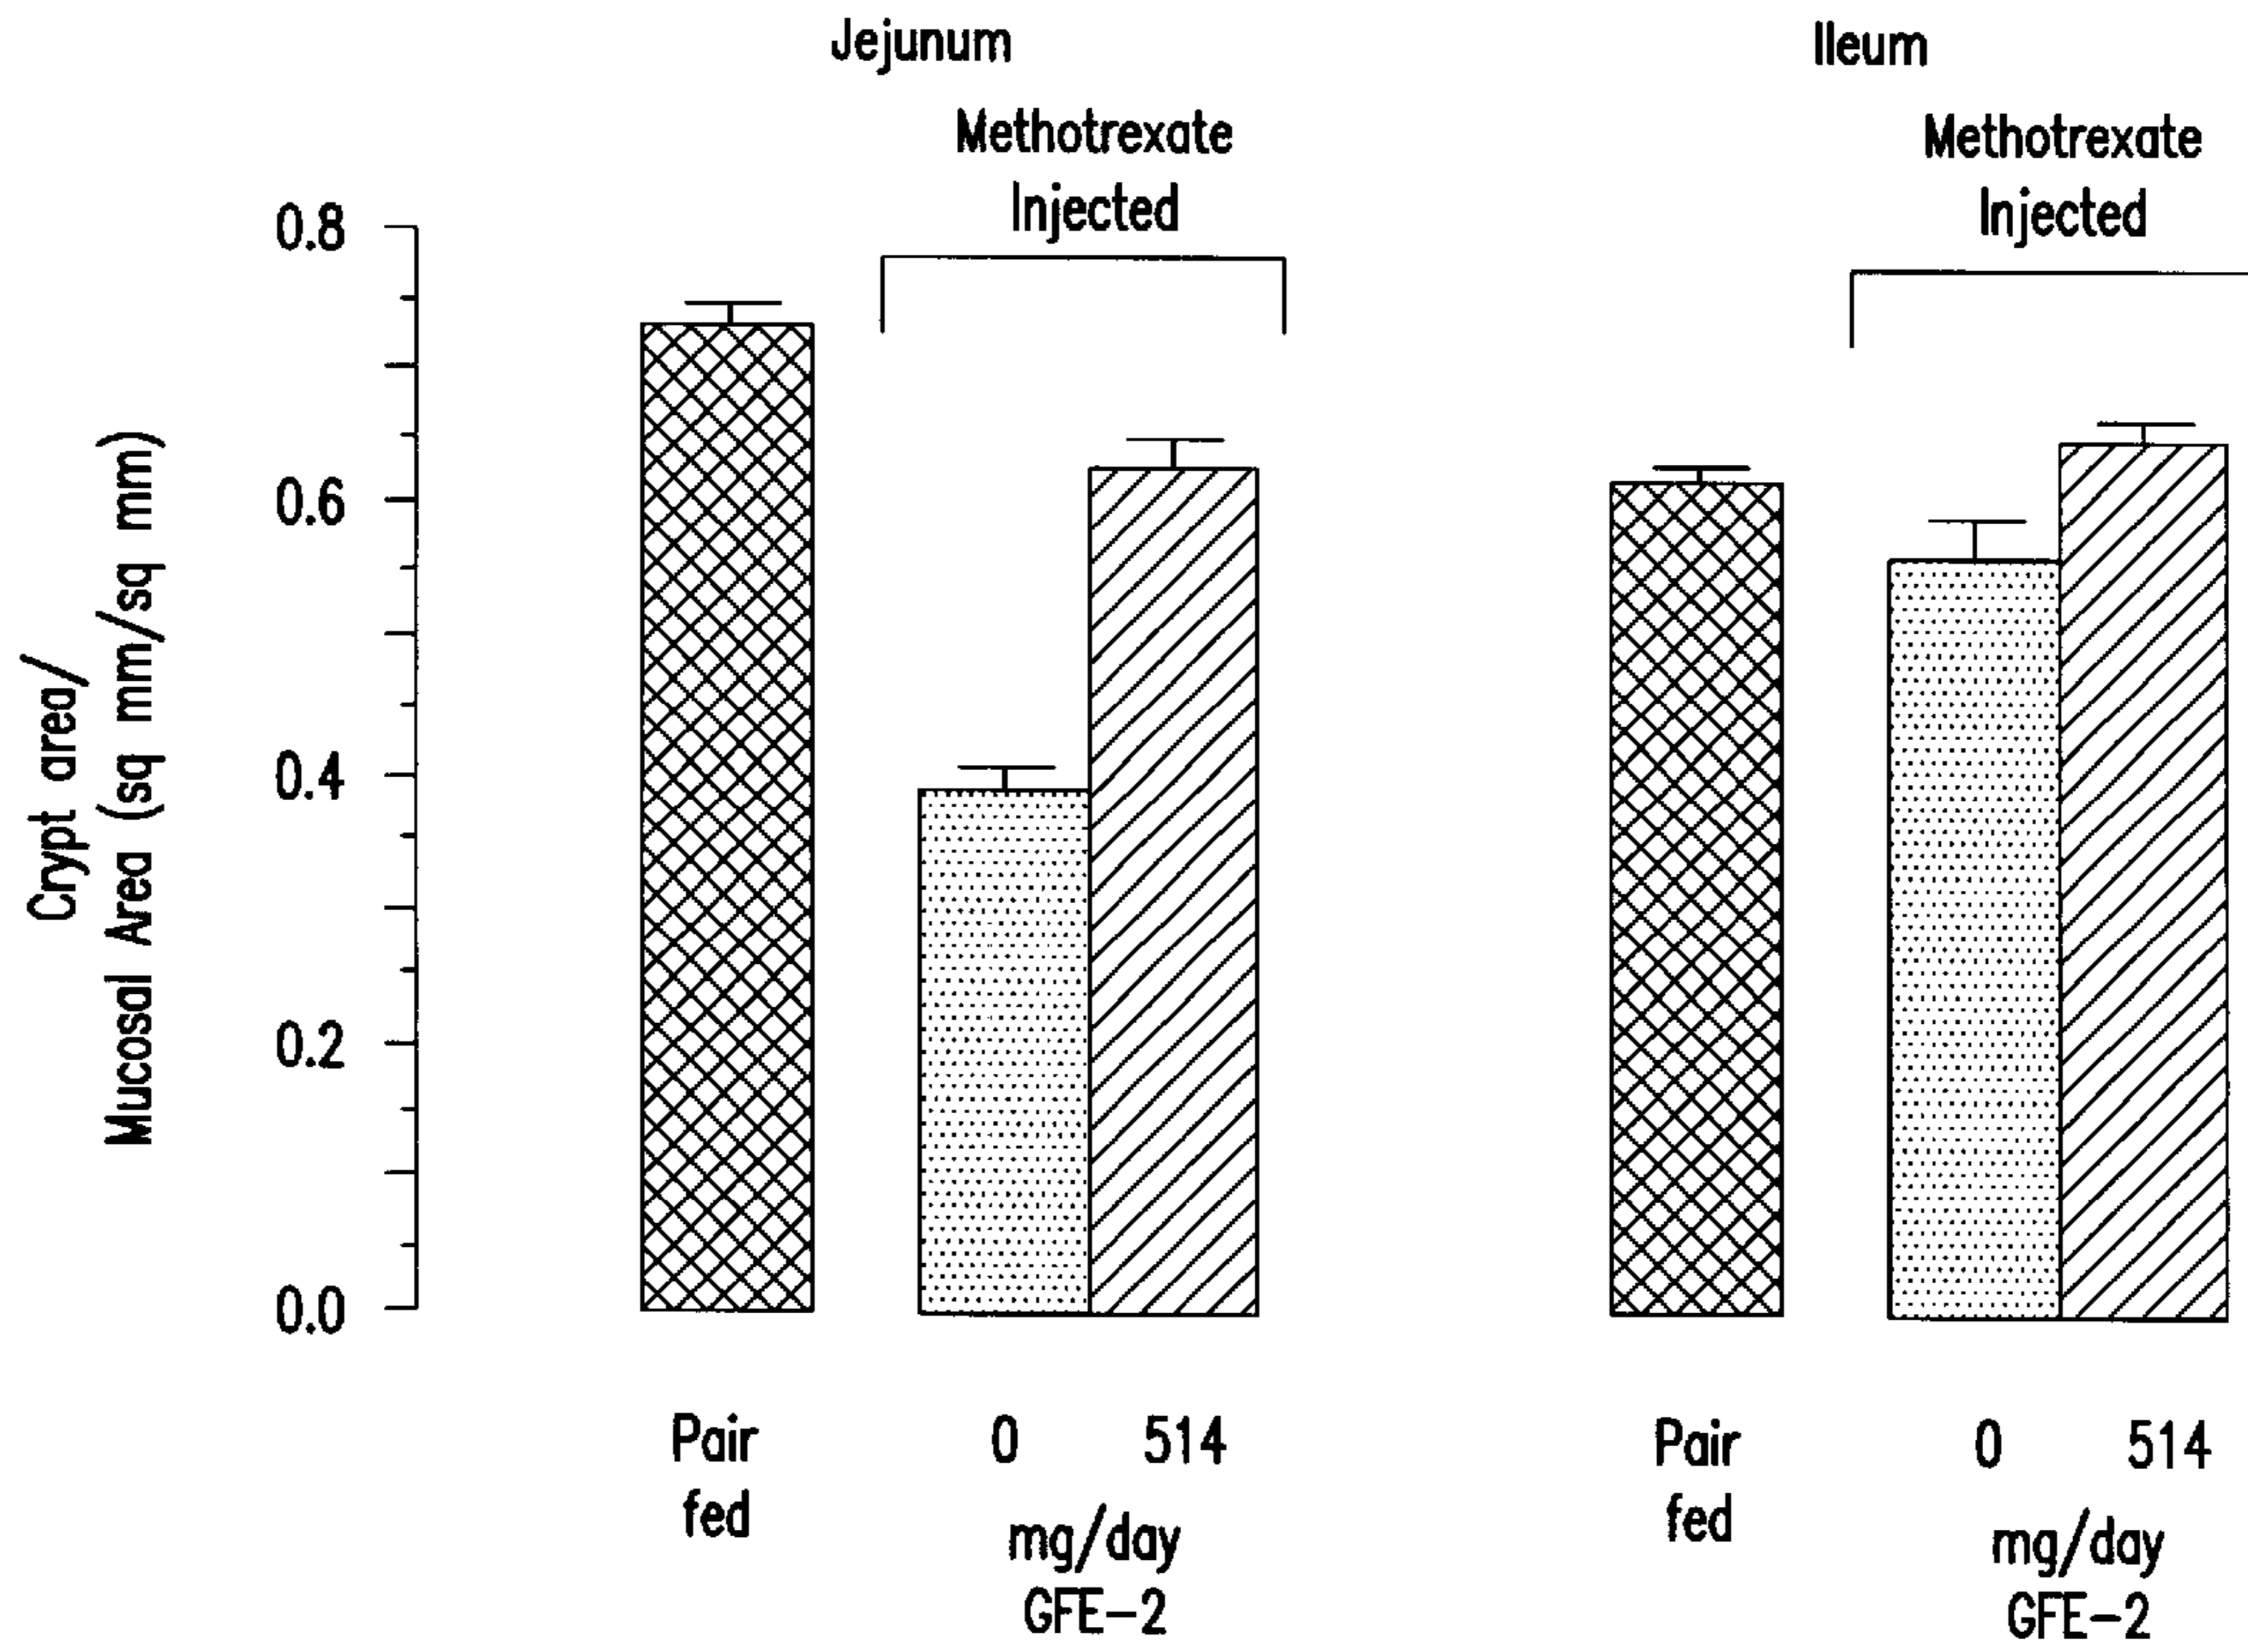 Jejunum
Methotrexate
Injected
Ileum
Methotrexate
Injected
Crypt area/
Mucosal Area (sq mm/sq mm)
0.8
0.6
0.4
0.2
0.0
Pair
fed
0 514
mg/day
GFE-2
Pair
fed
0 514
mg/day
GFE-2